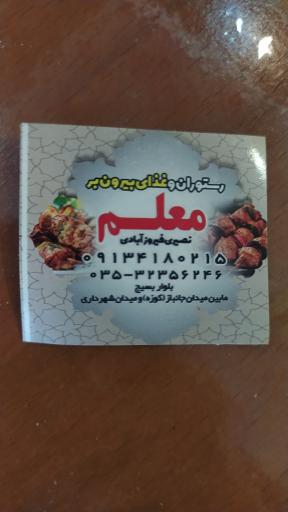 رستوران و غذای بیرون بر
معلم
نصیری فیروزآبادی
۰۹۱۳۴۱۸۰۲۱۵
۰۳۵-۳۲۳۵۶۲۴۶
بلوار بسیج
مابین میدان جانباز (کوزه) و میدان شهرداری